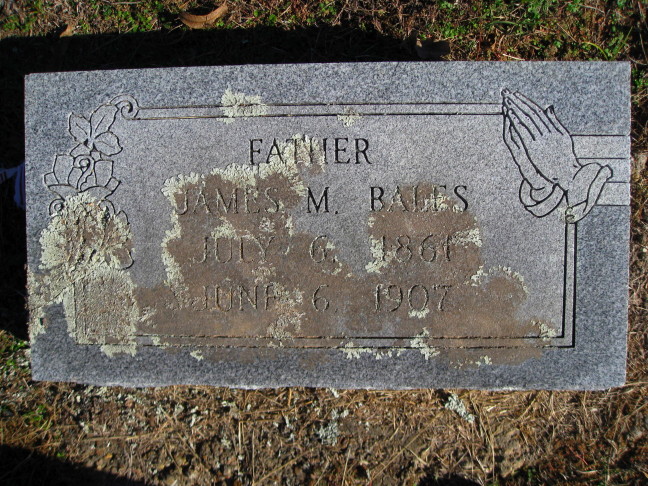 FATHER
JAMES M. BALES
JULY 6, 1861
JUNE 6 1907